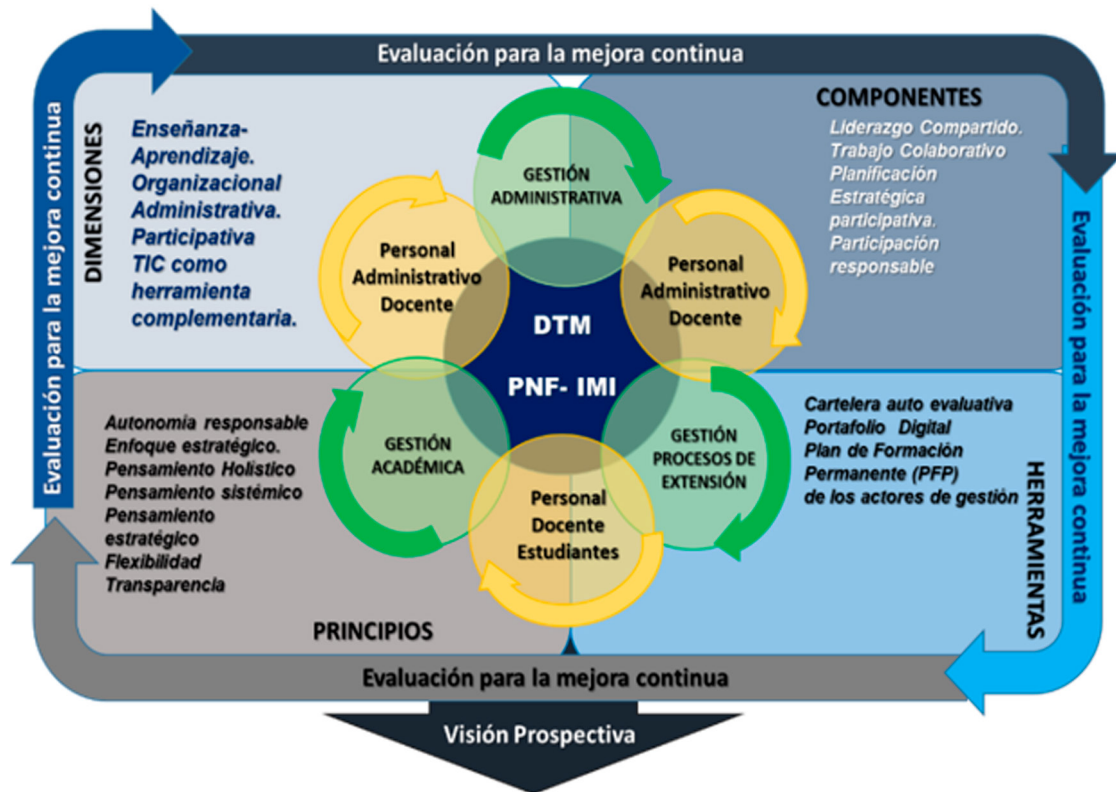 Evaluación para la mejora continua
Evaluación para la mejora continua
DIMENSIONES
Enseñanza-
Aprendizaje.
Organizacional
Administrativa.
Participativa
TIC como
herramienta
complementaria.
COMPONENTES
Liderazgo Compartido.
Trabajo Colaborativo
Planificación
Estratégica
participativa.
Participación
responsable
GESTIÓN
ADMINISTRATIVA
Personal
Administrativo
Docente
Personal
Administrativo
Docente
DTM
PNF- IMI
GESTIÓN
ACADÉMICA
GESTIÓN
PROCESOS DE
EXTENSIÓN
Personal
Docente
Estudiantes
Autonomía responsable
Enfoque estratégico.
Pensamiento Holístico
Pensamiento sistémico
Pensamiento
estratégico
Flexibilidad
Transparencia
PRINCIPIOS
Cartelera auto evaluativa
Portafolio Digital
Plan de Formación
Permanente (PFP)
de los actores de gestión
HERRAMIENTAS
Evaluación para la mejora continua
Evaluación para la mejora continua
Visión Prospectiva